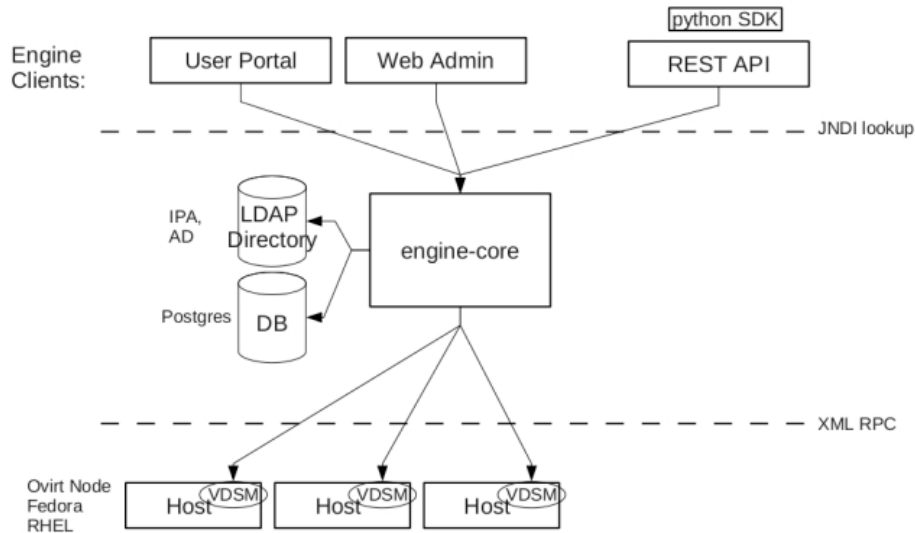 python SDK
Engine
Clients:
User Portal
Web Admin
REST API
JNDI lookup
IPA,
AD
LDAP
Directory
engine-core
Postgres
DB
XML RPC
Ovirt Node
Fedora
RHEL
Host
VDSM
Host
VDSM
Host
VDSM